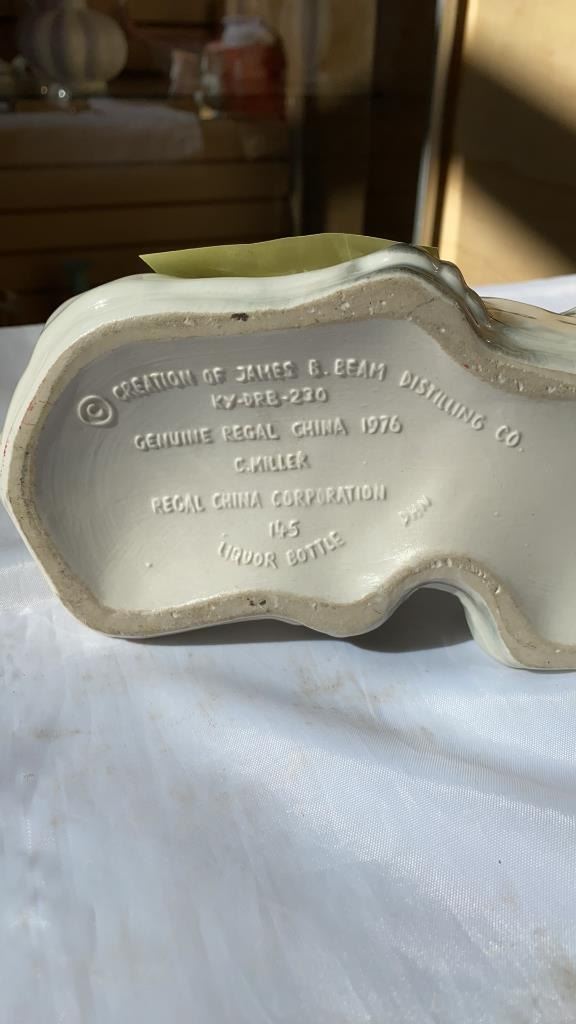 © CREATION OF JAMES B. BEAM DISTILLING CO.
KY-DRB-230
GENUINE REGAL CHINA 1976
C. MILLER
REGAL CHINA CORPORATION
145
LIQUOR BOTTLE